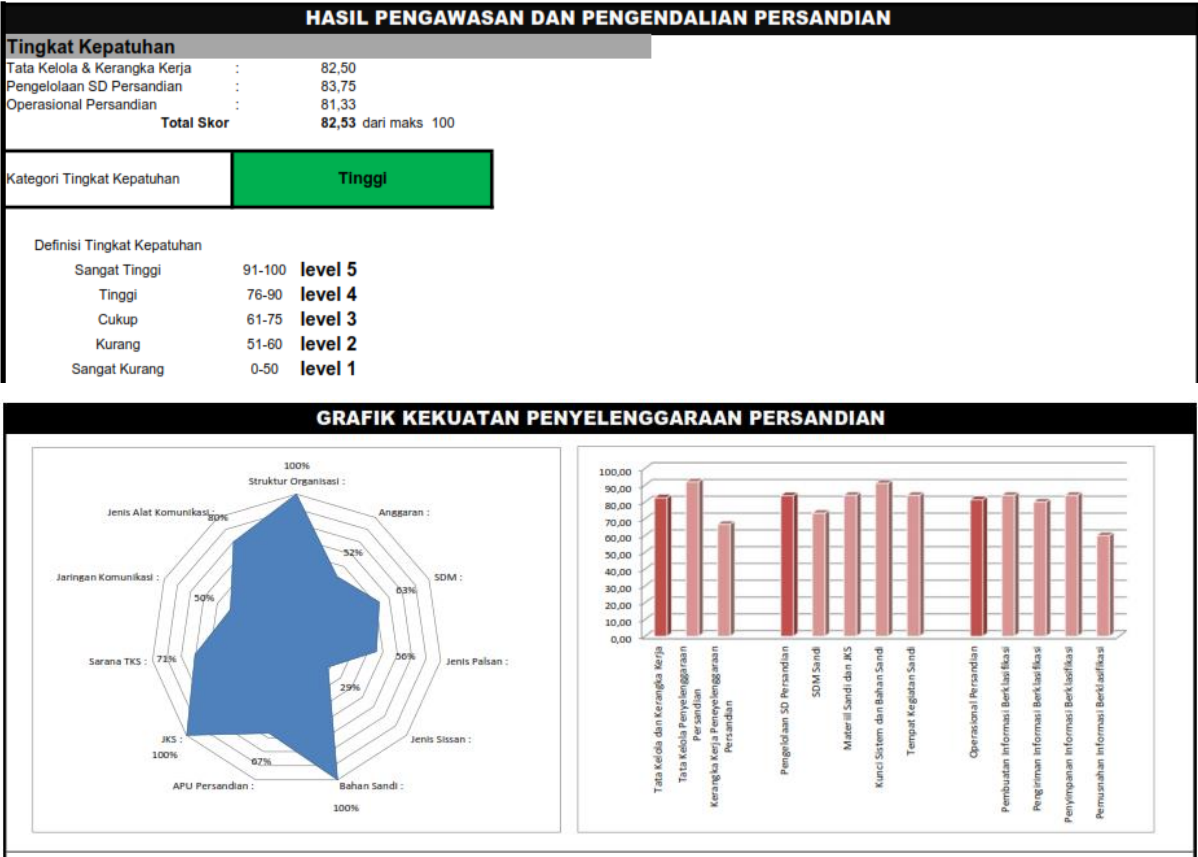 HASIL PENGAWASAN DAN PENGENDALIAN PERSANDIAN
Tingkat Kepatuhan
Tata Kelola & Kerangka Kerja : 82,50
Pengelolaan SD Persandian : 83,75
Operasional Persandian : 81,33
Total Skor 82,53 dari maks 100
Kategori Tingkat Kepatuhan Tinggi
Definisi Tingkat Kepatuhan
Sangat Tinggi 91-100 level 5
Tinggi 76-90 level 4
Cukup 61-75 level 3
Kurang 51-60 level 2
Sangat Kurang 0-50 level 1
GRAFIK KEKUATAN PENYELENGGARAAN PERSANDIAN
100%
Struktur Organisasi :
Anggaran :
52%
SDM :
63%
Jenis Palsan :
56%
Jenis Sissan :
29%
Bahan Sandi :
100%
APU Persandian :
67%
JKS :
100%
Sarana TKS :
71%
Jaringan Komunikasi :
50%
Jenis Alat Komunikasi :
80%
100,00
90,00
80,00
70,00
60,00
50,00
40,00
30,00
20,00
10,00
0,00
Tata Kelola dan Kerangka Kerja
Tata Kelola Penyelenggaraan
Persandian
Kerangka Kerja Peneyelenggaraan
Persandian
Pengelolaan SD Persandian
SDM Sandi
Materiil Sandi dan JKS
Kunci Sistem dan Bahan Sandi
Tempat Kegiatan Sandi
Operasional Persandian
Pembuatan Informasi Berklasifikasi
Pengiriman Informasi Berklasifikasi
Penyimpanan Informasi Berklasifikasi
Pemusnahan Informasi Berklasifikasi